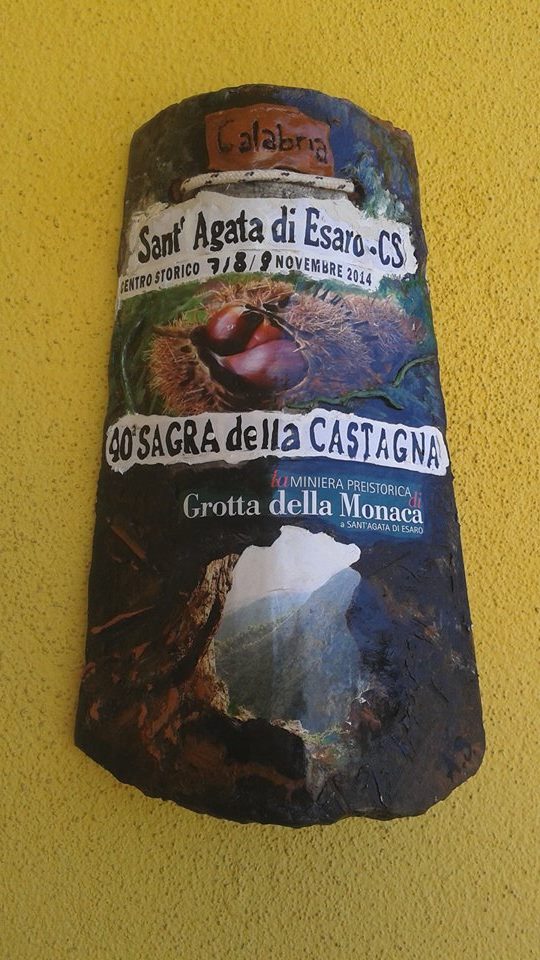 Calabria
Sant' Agata di Esaro.CS
CENTRO STORICO 7/8/9 NOVEMBRE 2014
40ª SAGRA della CASTAGNA
la MINIERA PREISTORICA di
Grotta della Monaca
a SANT'AGATA DI ESARO